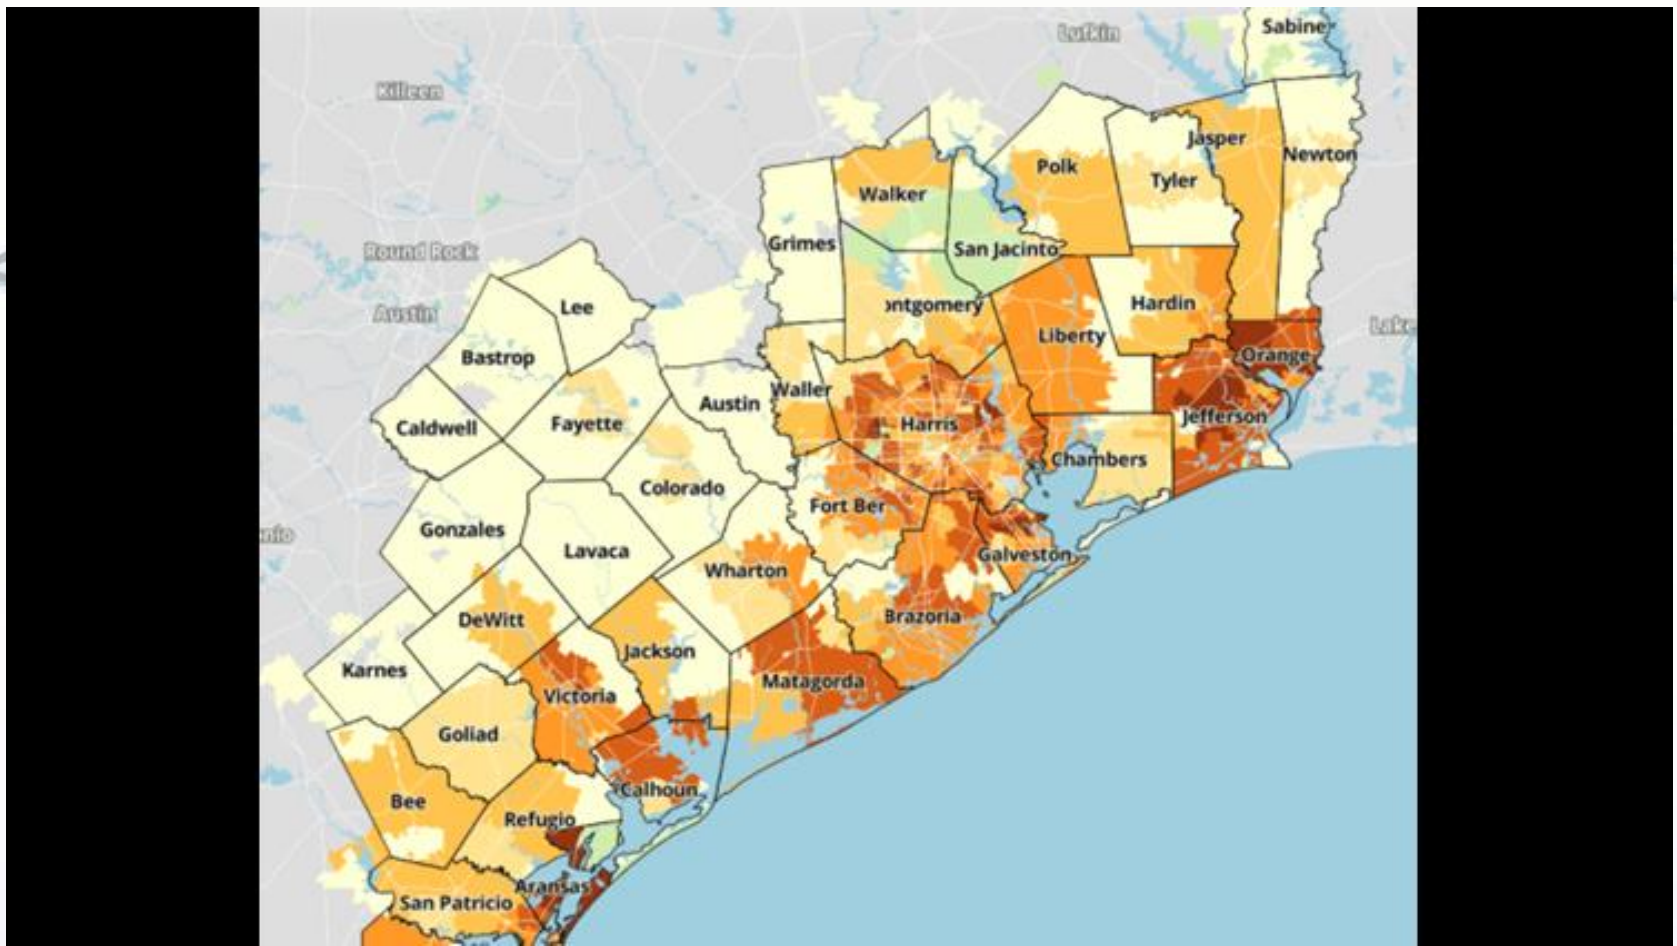 Sabine
Lufkin
Killeen
Jasper
Polk
Newton
Tyler
Walker
Grimes
San Jacinto
Round Rock
ontgomery
Hardin
Lee
Austin
Lake
Liberty
Bastrop
Orange
Waller
Austin
Harris
Jefferson
Caldwell
Fayette
Chambers
Colorado
Fort Ber
Gonzales
nio
Lavaca
Galveston
Wharton
DeWitt
Brazoria
Jackson
Karnes
Matagorda
Victoria
Goliad
Calhoun
Bee
Refugio
Aransas
San Patricio